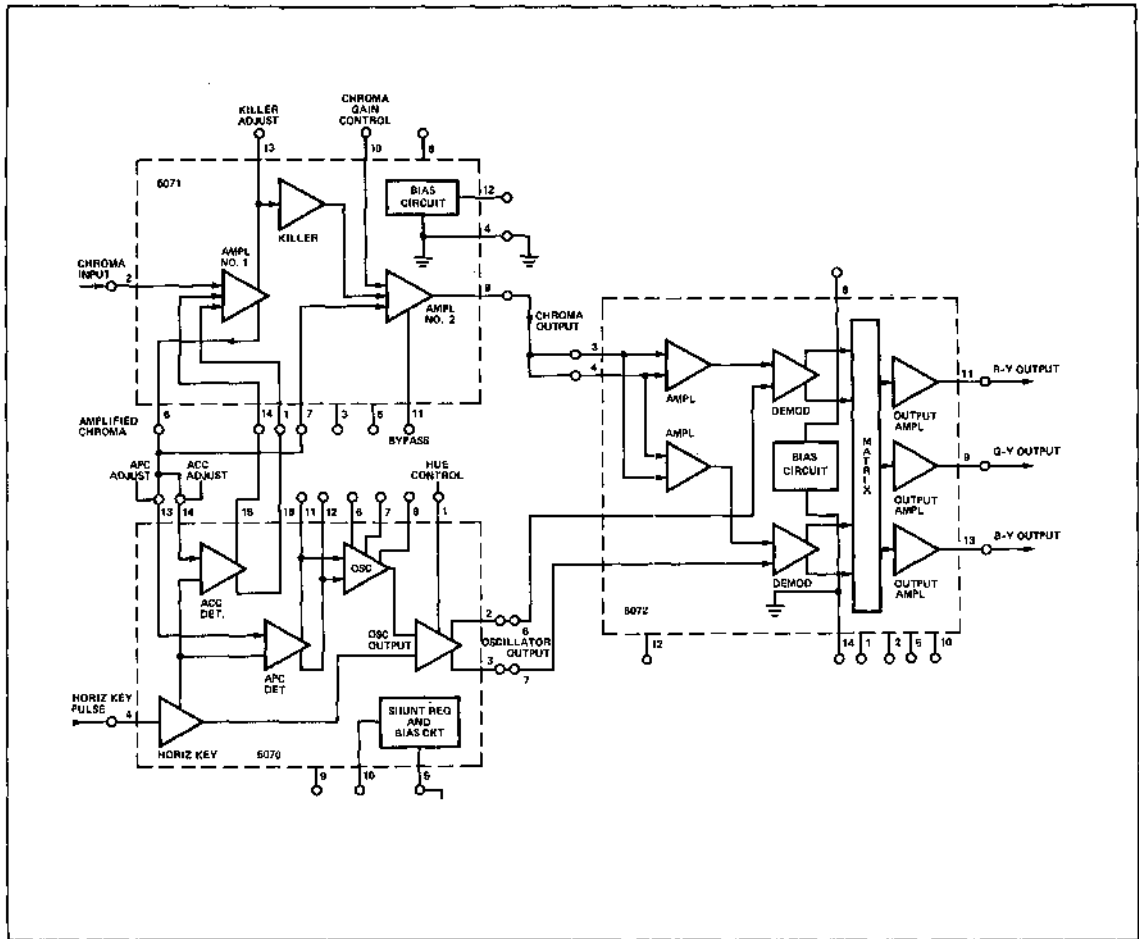 KILLER
ADJUST
CHROMA
GAIN
CONTROL
13
10
8
6071
BIAS
CIRCUIT
12
4
KILLER
AMPL
NO. 1
CHROMA
INPUT
2
AMPL
NO. 2
9
CHROMA
OUTPUT
6
14
1
7
3
5
11
AMPLIFIED
CHROMA
BYPASS
APC
ADJUST
ACC
ADJUST
HUE
CONTROL
13
14
15
16
11
12
6
7
8
1
OSC
ACC
DET.
OSC
OUTPUT
2
6
OSCILLATOR
OUTPUT
3
7
APC
DET
HORIZ KEY
PULSE
4
HORIZ KEY
6070
SHUNT REG
AND
BIAS CKT
9
10
5
8
3
4
AMPL
DEMOD
AMPL
BIAS
CIRCUIT
DEMOD
MATRIX
OUTPUT
AMPL
11
R-Y OUTPUT
OUTPUT
AMPL
9
G-Y OUTPUT
OUTPUT
AMPL
13
B-Y OUTPUT
6072
12
14
1
2
5
10